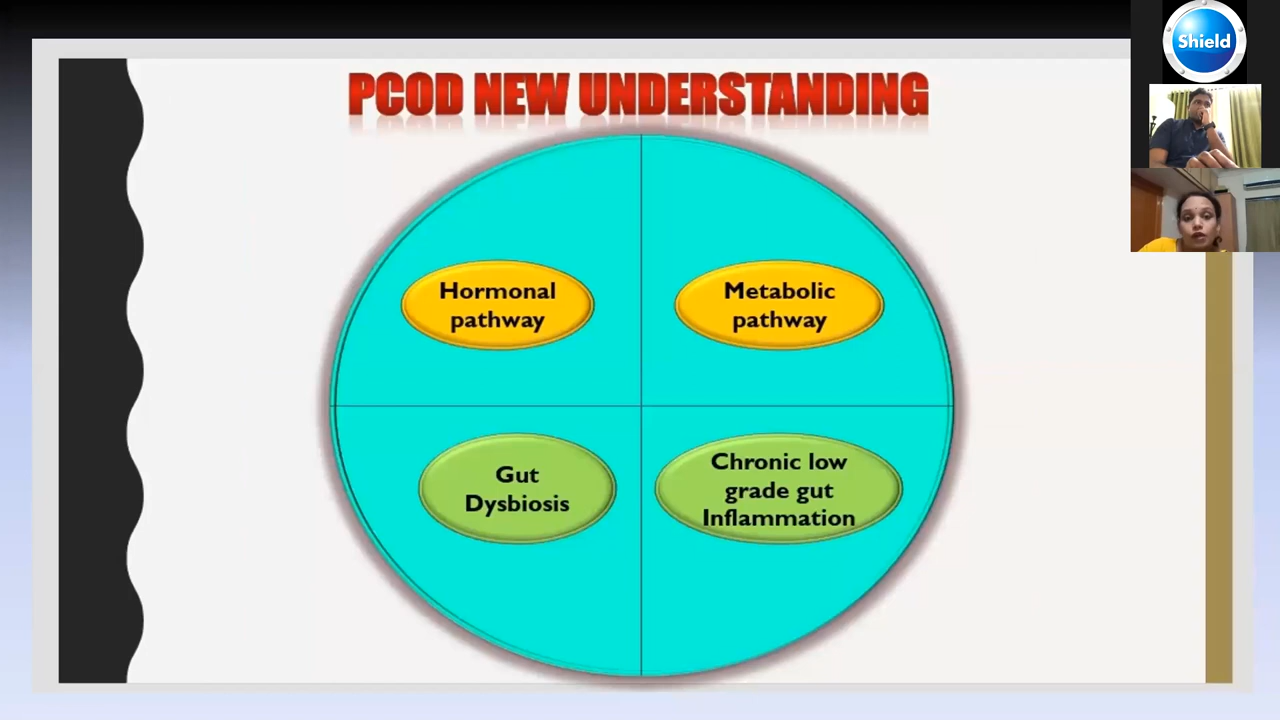 PCOD NEW UNDERSTANDING
Shield
Hormonal
pathway
Metabolic
pathway
Gut
Dysbiosis
Chronic low
grade gut
Inflammation